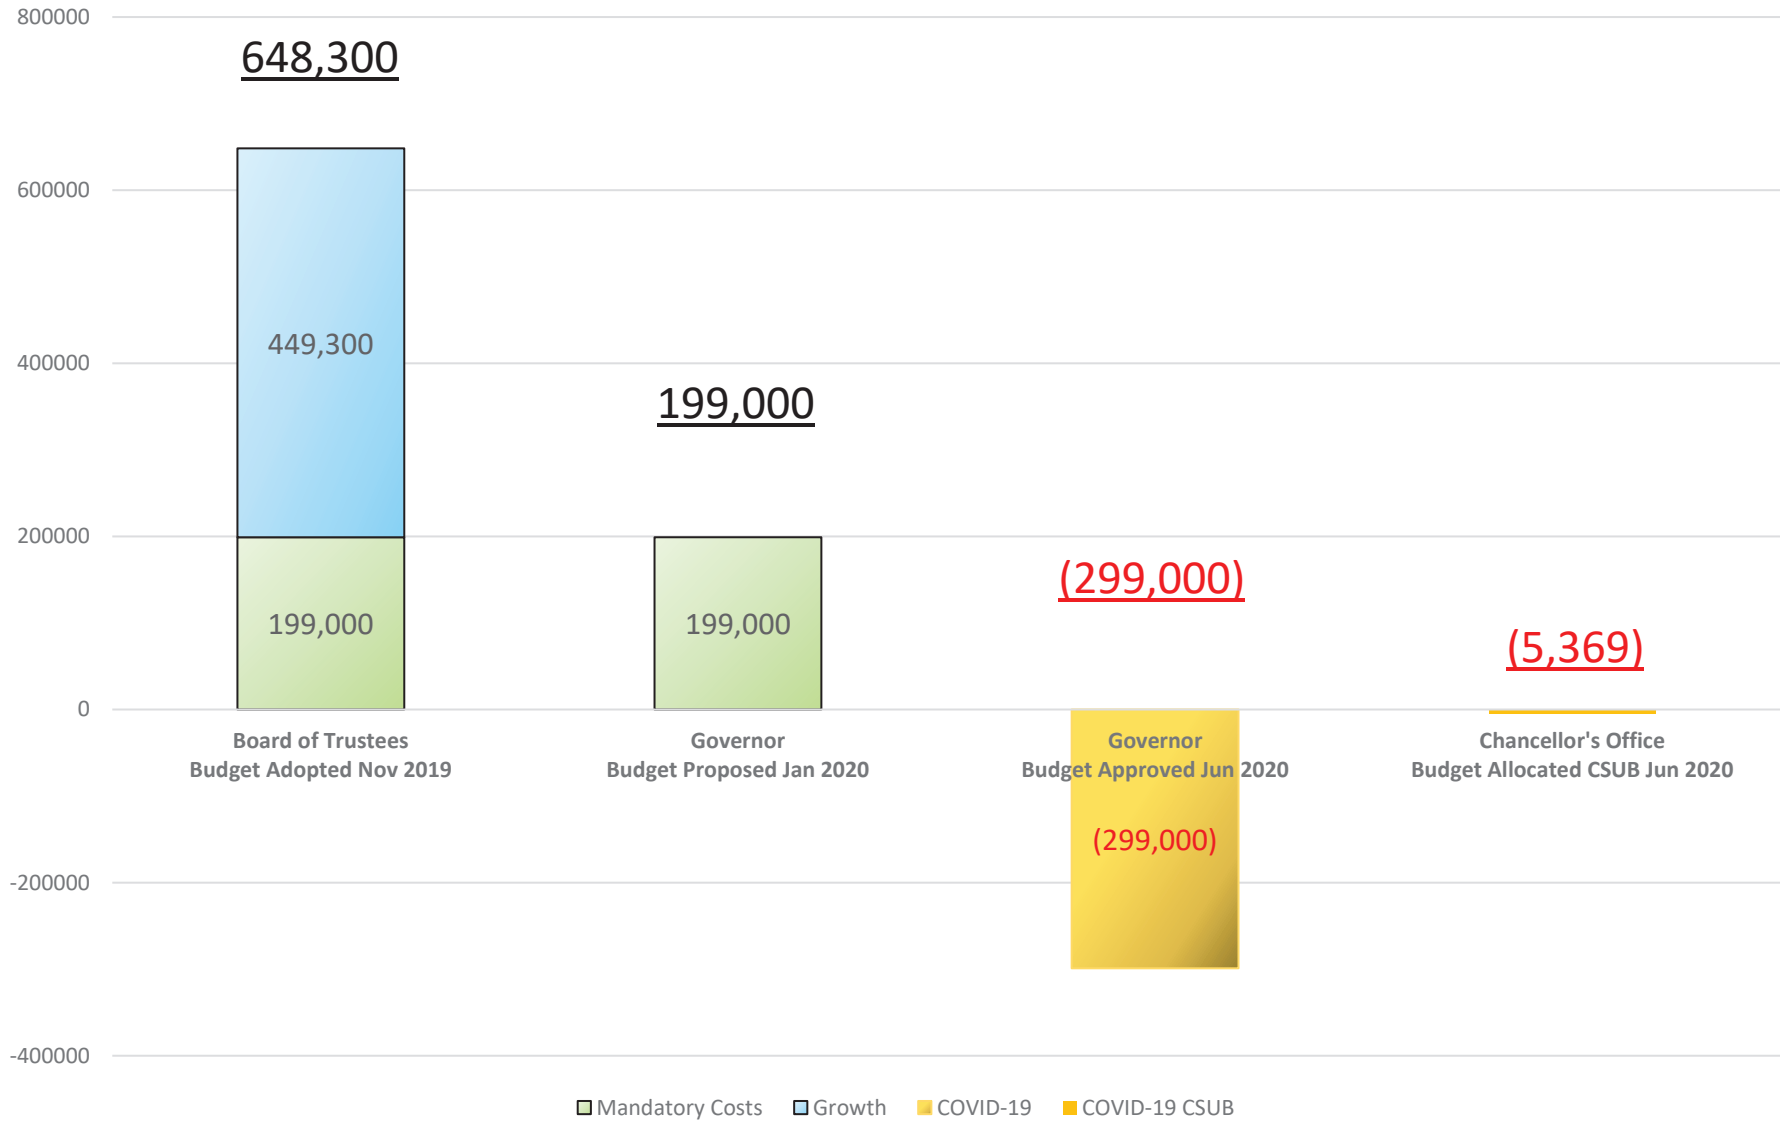 800000
648,300
600000
449,300
400000
199,000
200000
199,000
199,000
(299,000)
(5,369)
0
Board of Trustees
Budget Adopted Nov 2019
Governor
Budget Proposed Jan 2020
Governor
Budget Approved Jun 2020
Chancellor's Office
Budget Allocated CSUB Jun 2020
(299,000)
-200000
-400000
Mandatory Costs
Growth
COVID-19
COVID-19 CSUB